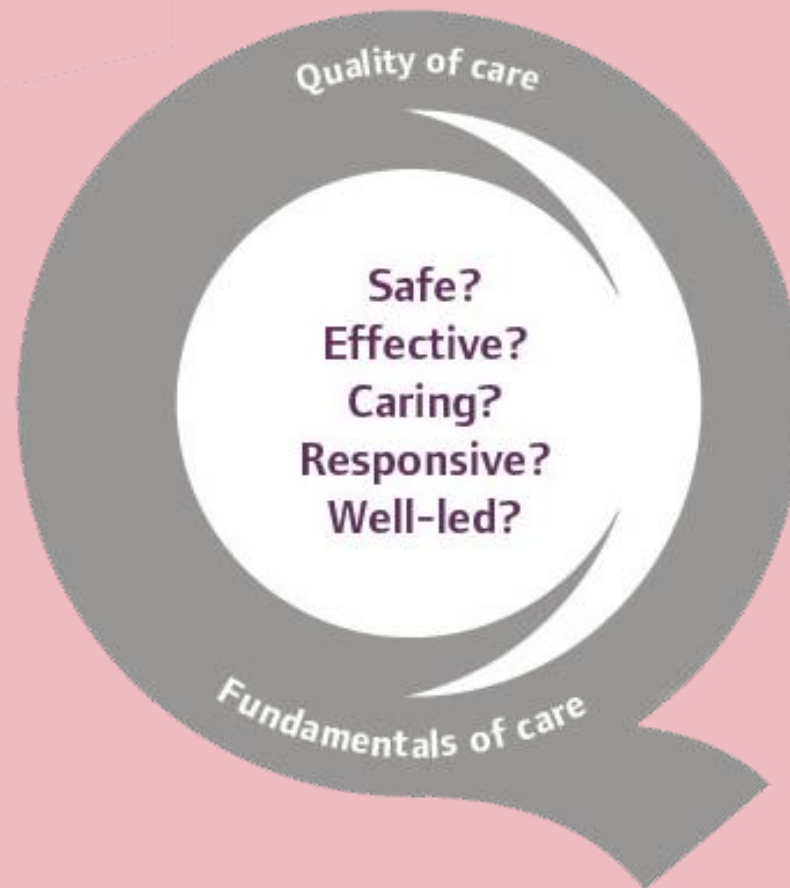 Quality of care
Safe?
Effective?
Caring?
Responsive?
Well-led?
Fundamentals of care